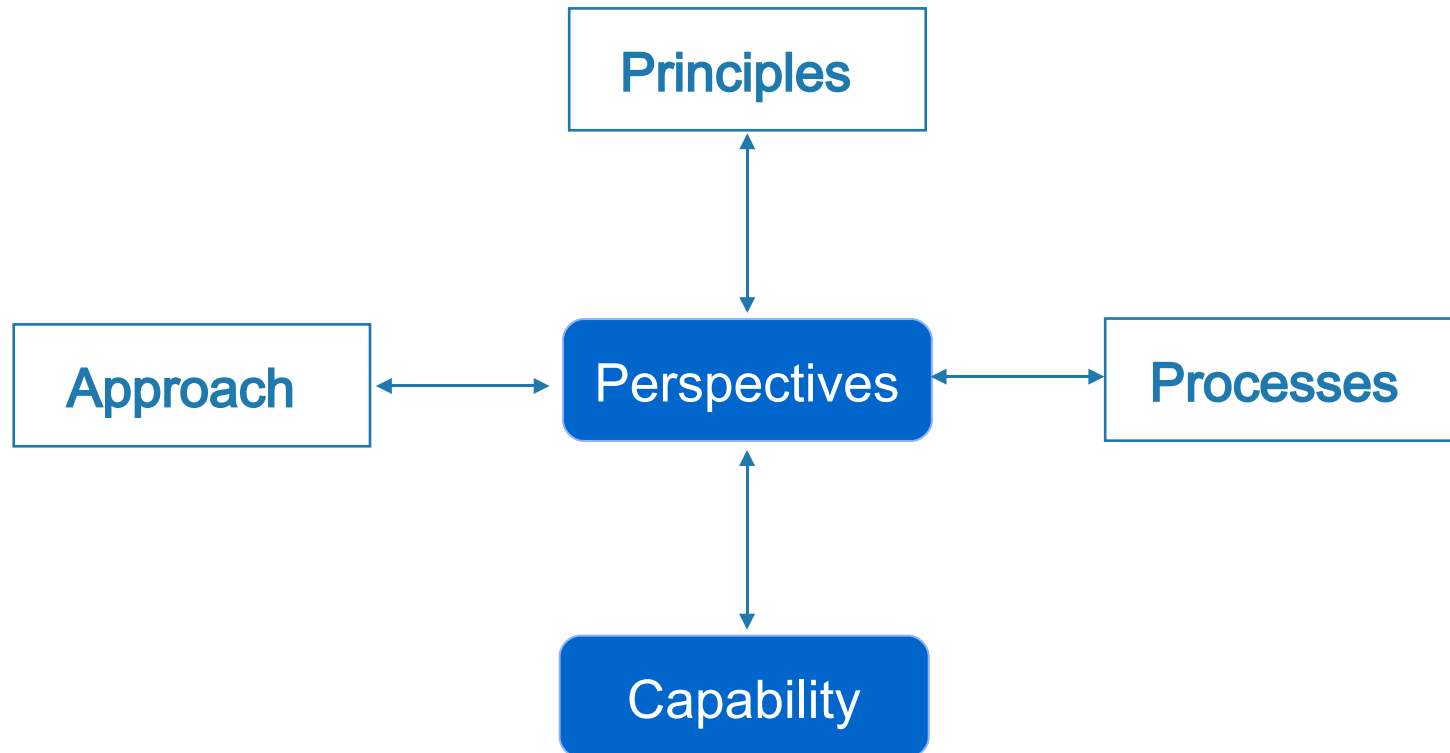 Principles
Approach
Perspectives
Processes
Capability